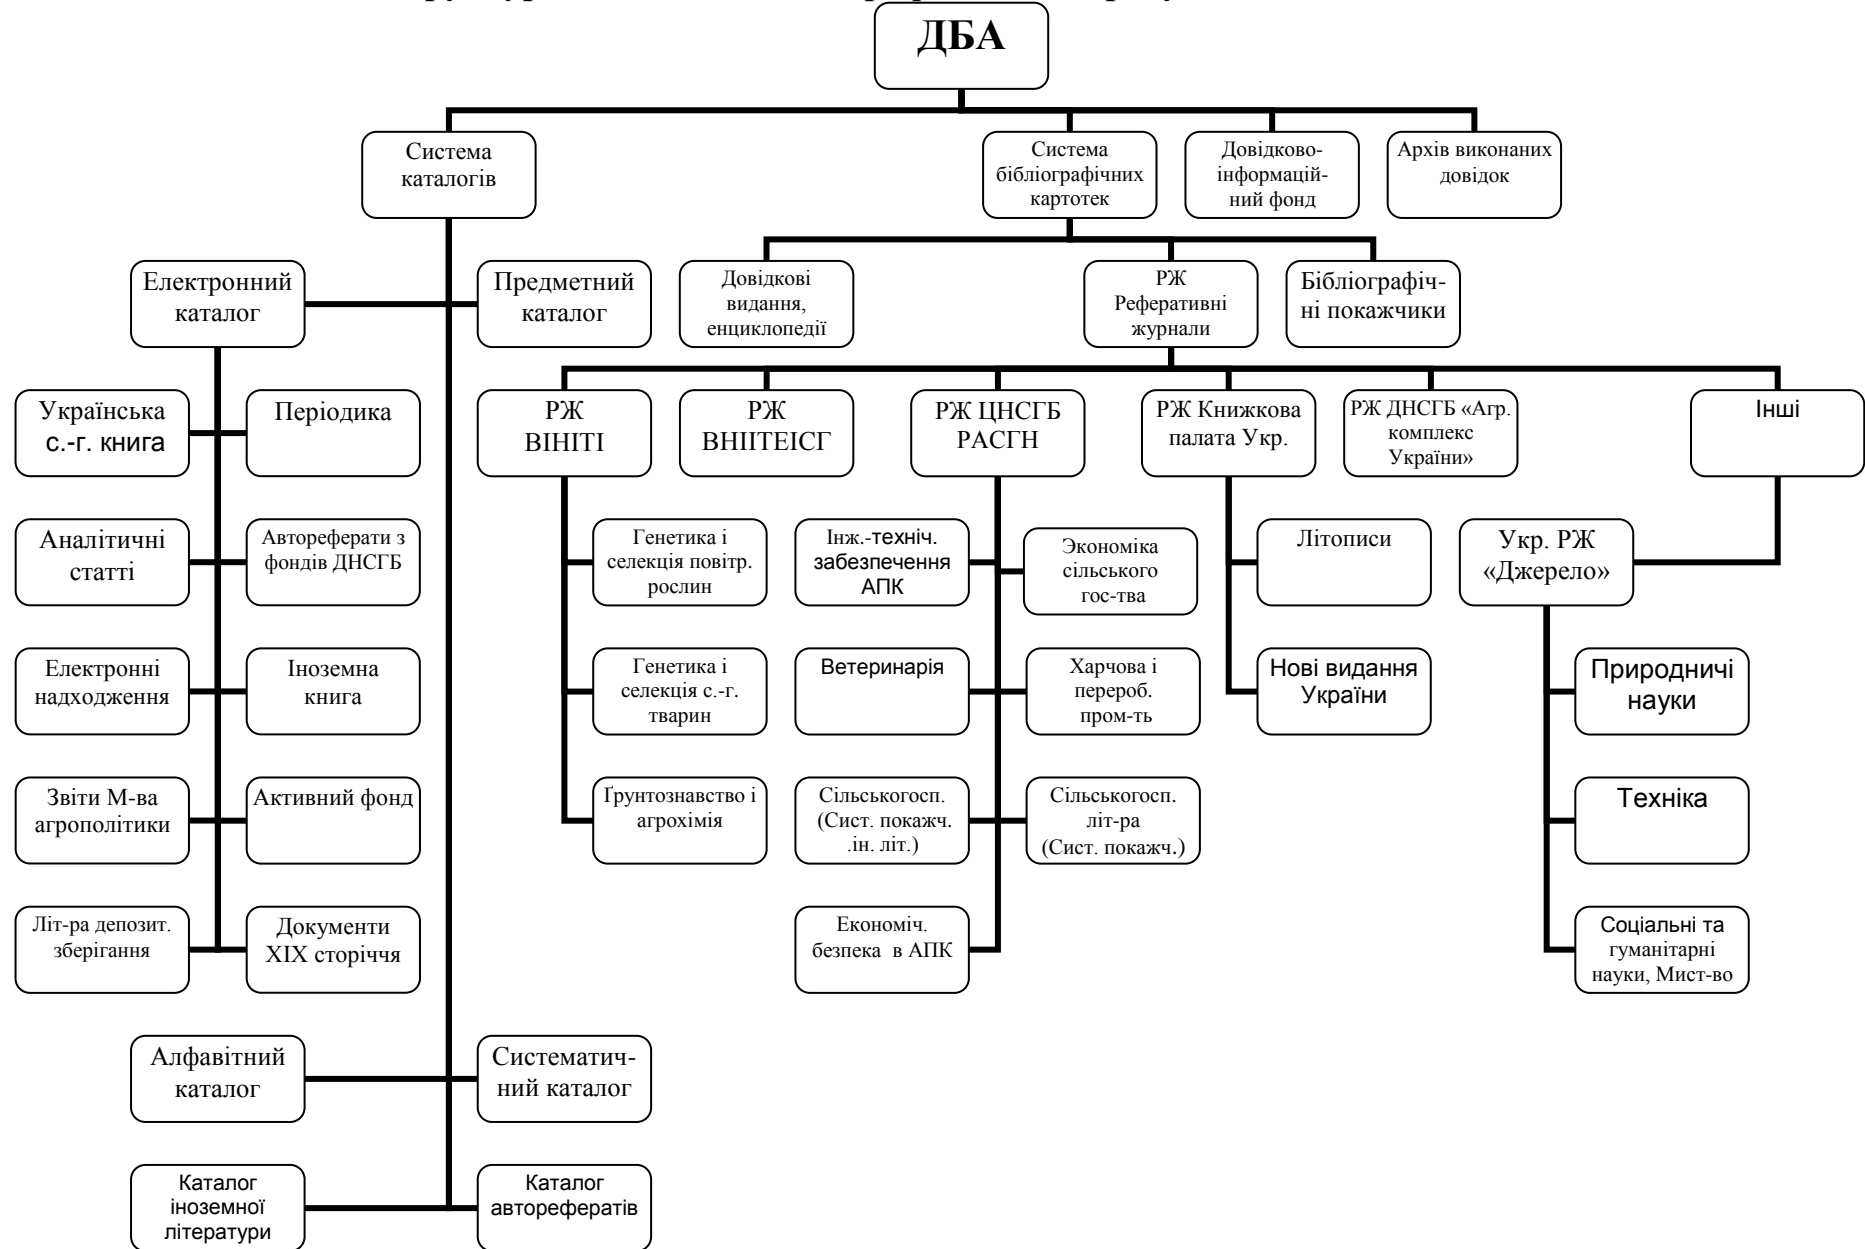 ДБА
Система
каталогів
Система
бібліографічних
картотек
Довідково-
інформацій-
ний фонд
Архів виконаних
довідок
Електронний
каталог
Предметний
каталог
Довідкові
видання,
енциклопедії
РЖ
Реферативні
журнали
Бібліографіч-
ні покажчики
Українська
с.-г. книга
Періодика
РЖ
ВІНІТІ
РЖ
ВНІІТЕІСГ
РЖ ЦНСГБ
РАСГН
РЖ Книжкова
палата Укр.
РЖ ДНСГБ «Агр.
комплекс
України»
Інші
Аналітичні
статті
Автореферати з
фондів ДНСГБ
Генетика і
селекція повітр.
рослин
Інж.-техніч.
забезпечення
АПК
Экономіка
сільського
гос-тва
Літописи
Укр. РЖ
«Джерело»
Електронні
надходження
Іноземна
книга
Генетика і
селекція с.-г.
тварин
Ветеринарія
Харчова і
перероб.
пром-ть
Нові видання
України
Природничі
науки
Звіти М-ва
агрополітики
Активний фонд
Ґрунтознавство і
агрохімія
Сільськогосп.
(Сист. покажч.
.ін. літ.)
Сільськогосп.
літ-ра
(Сист. покажч.)
Техніка
Літ-ра депозит.
зберігання
Документи
ХІХ сторіччя
Економіч.
безпека в АПК
Соціальні та
гуманітарні
науки, Мист-во
Алфавітний
каталог
Систематич-
ний каталог
Каталог
іноземної
літератури
Каталог
авторефератів